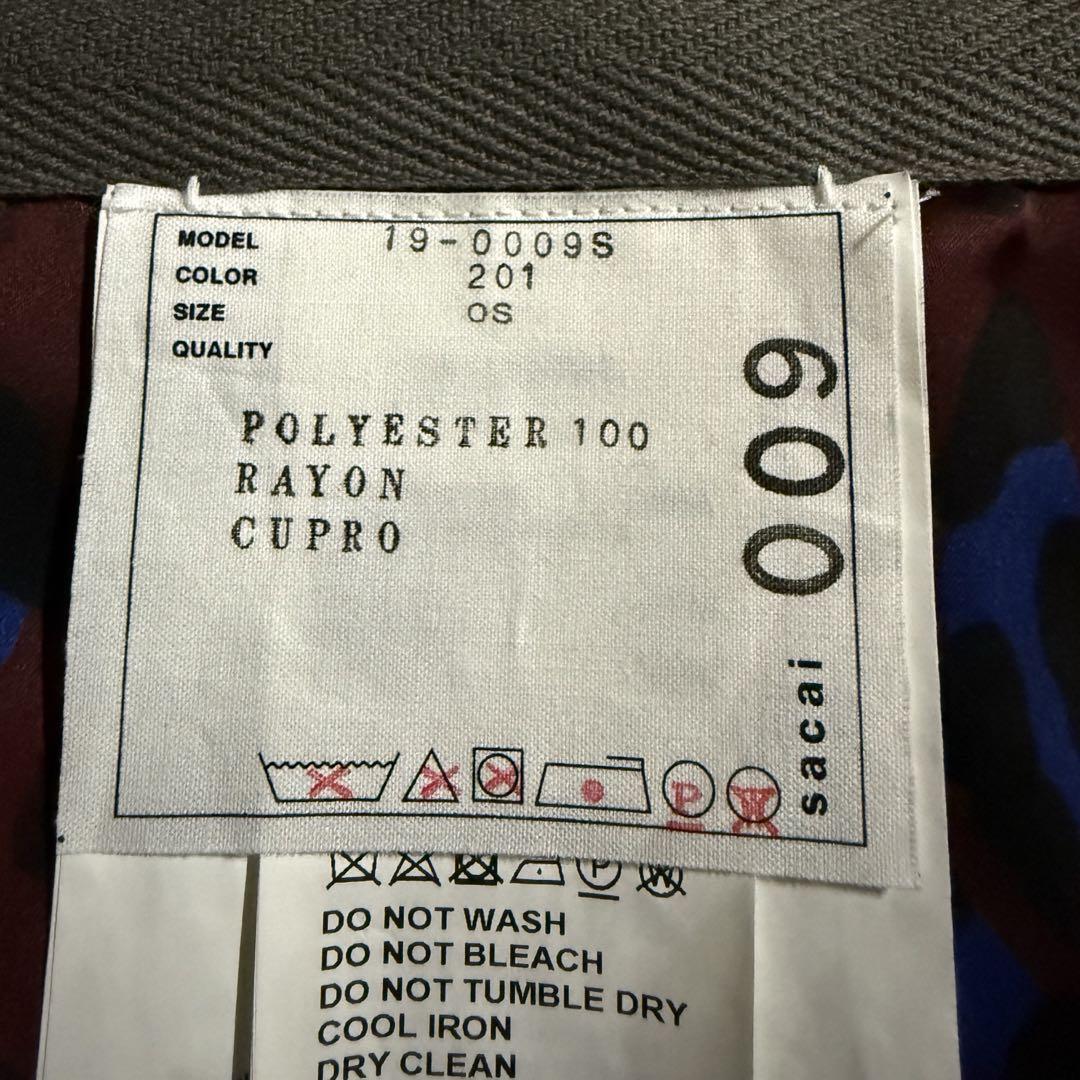 MODEL 19-0009S
COLOR 201
SIZE OS
QUALITY
POLYESTER 100
RAYON
CUPRO
sacai 009
P W
P W
DO NOT WASH
DO NOT BLEACH
DO NOT TUMBLE DRY
COOL IRON
DRY CLEAN